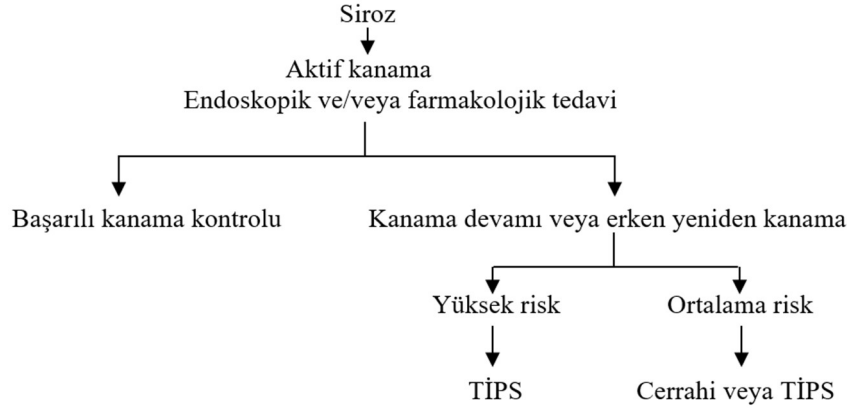 Siroz
Aktif kanama
Endoskopik ve/veya farmakolojik tedavi
Başarılı kanama kontrolu
Kanama devamı veya erken yeniden kanama
Yüksek risk
Ortalama risk
TİPS
Cerrahi veya TİPS